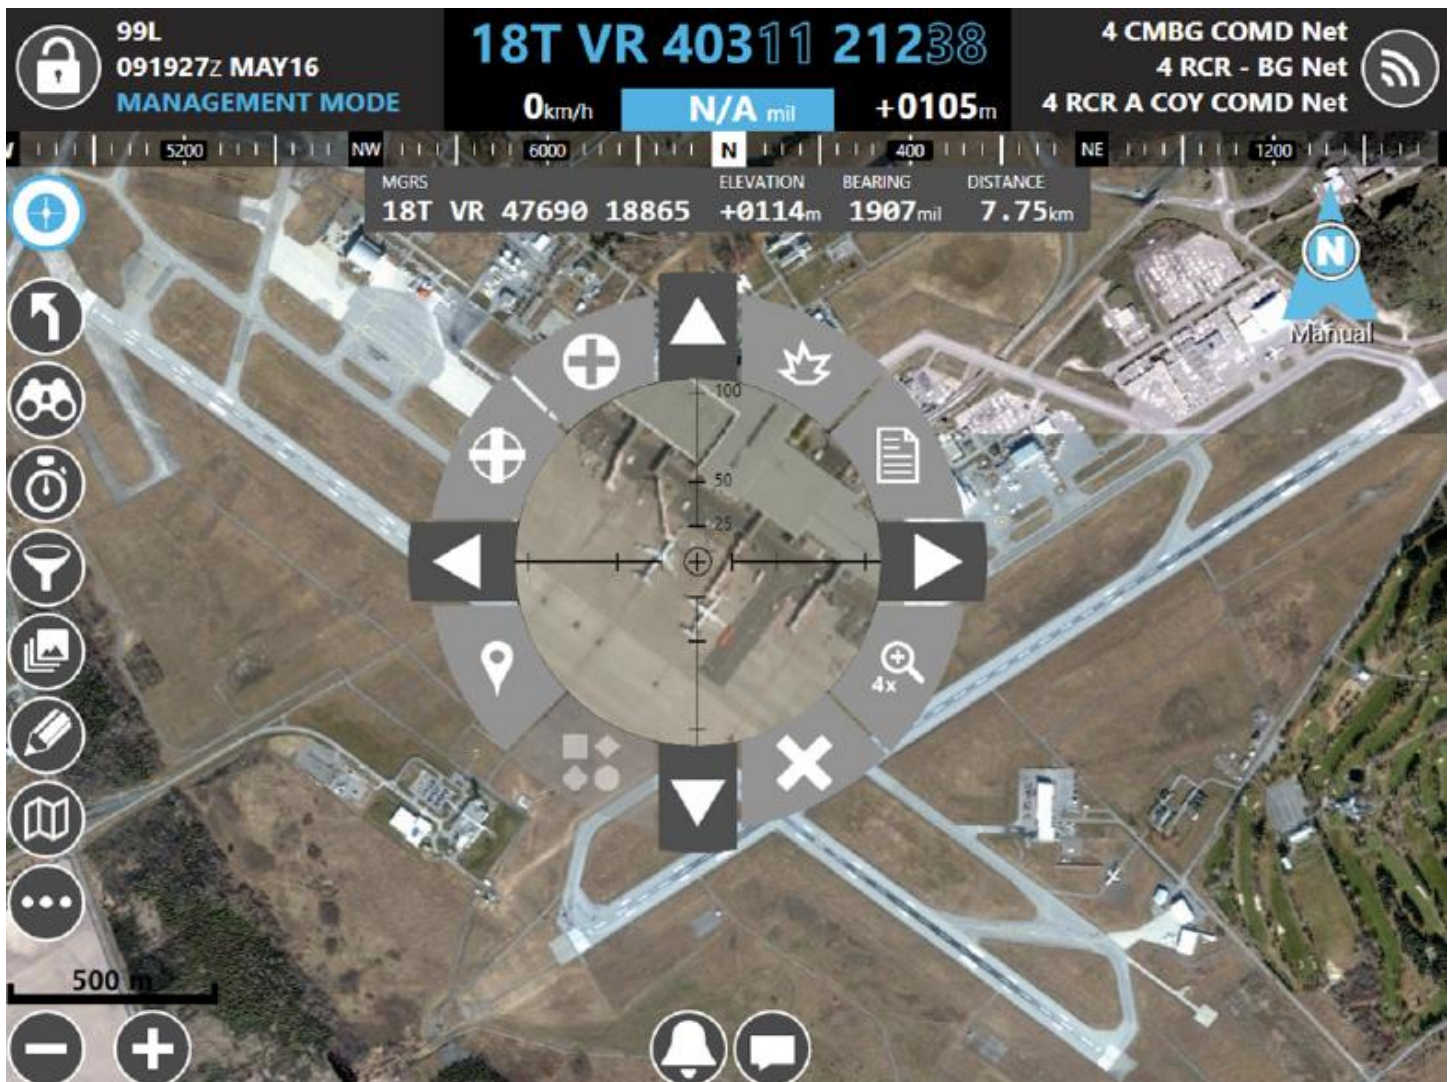 99L
091927Z MAY16
MANAGEMENT MODE
18T VR 40311 21238
0km/h
N/A mil
+0105m
4 CMBG COMD Net
4 RCR - BG Net
4 RCR A COY COMD Net
5200 NW 6000 N 400 NE 1200
MGRS ELEVATION BEARING DISTANCE
18T VR 47690 18865 +0114m 1907mil 7.75km
N
Manual
100
50
25
4x
500 m